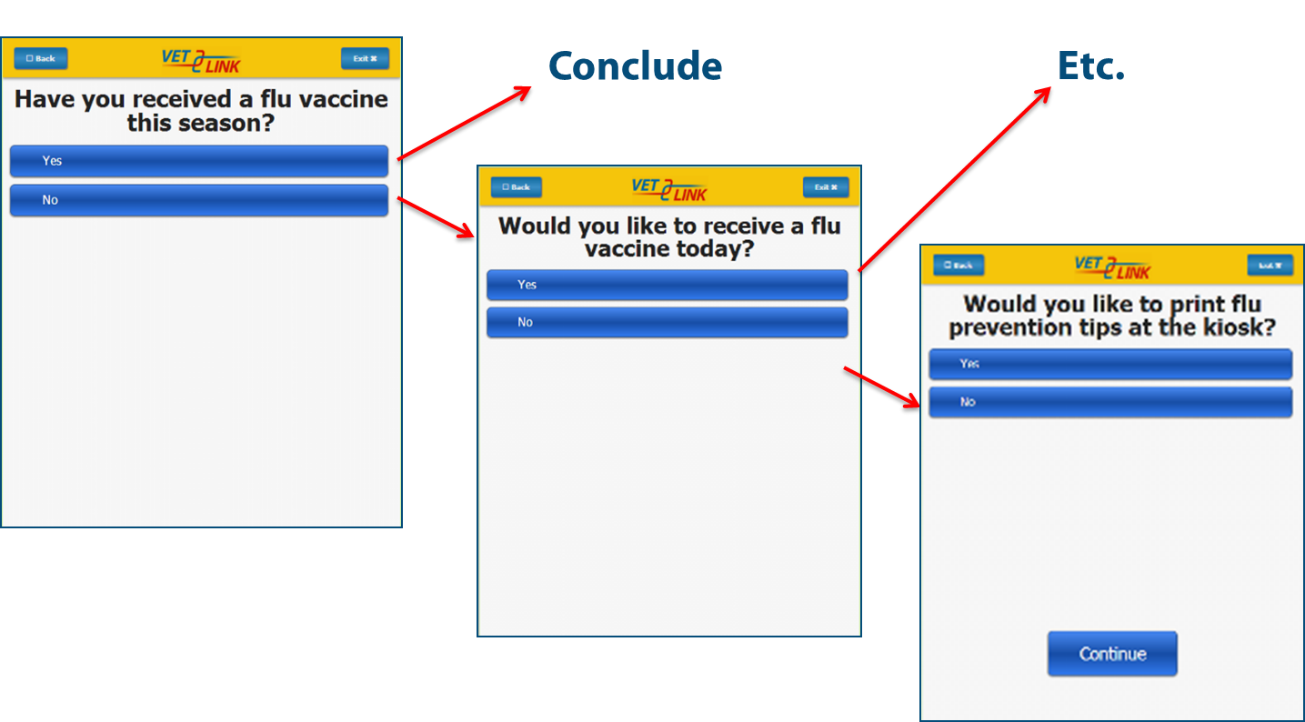 Conclude
Etc.
☐ Back
VET LINK
Exit ✖
Have you received a flu vaccine
this season?
Yes
No
☐ Back
VET LINK
Exit ✖
Would you like to receive a flu
vaccine today?
Yes
No
☐ Back
VET LINK
Exit ✖
Would you like to print flu
prevention tips at the kiosk?
Yes
No
Continue